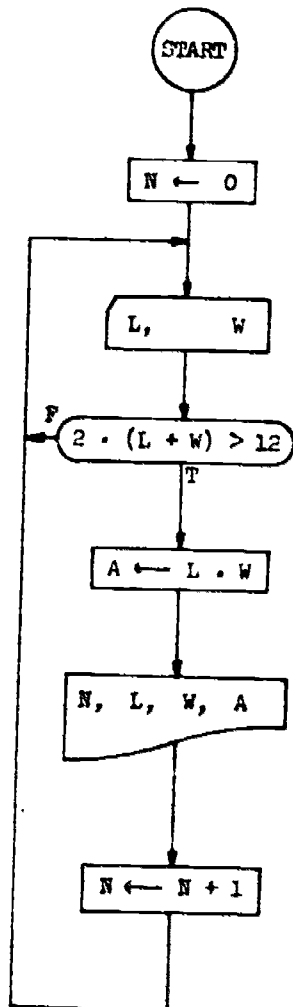 START
N ← 0
L, W
F
2 · (L + W) > 12
T
A ← L . W
N, L, W, A
N ← N + 1